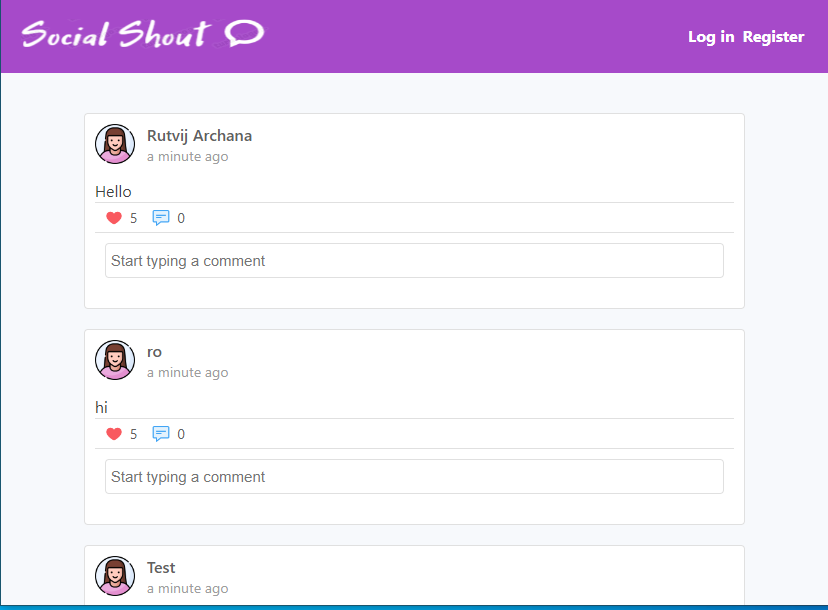 Social Shout
Log in Register
Rutvij Archana
a minute ago
Hello
5 0
Start typing a comment
ro
a minute ago
hi
5 0
Start typing a comment
Test
a minute ago